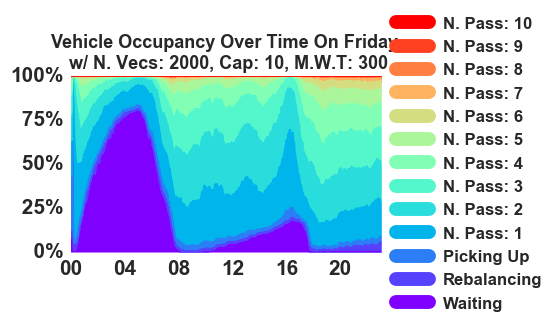 Vehicle Occupancy Over Time On Friday
w/ N. Vecs: 2000, Cap: 10, M.W.T: 300
100%
75%
50%
25%
0%
00 04 08 12 16 20
N. Pass: 10
N. Pass: 9
N. Pass: 8
N. Pass: 7
N. Pass: 6
N. Pass: 5
N. Pass: 4
N. Pass: 3
N. Pass: 2
N. Pass: 1
Picking Up
Rebalancing
Waiting